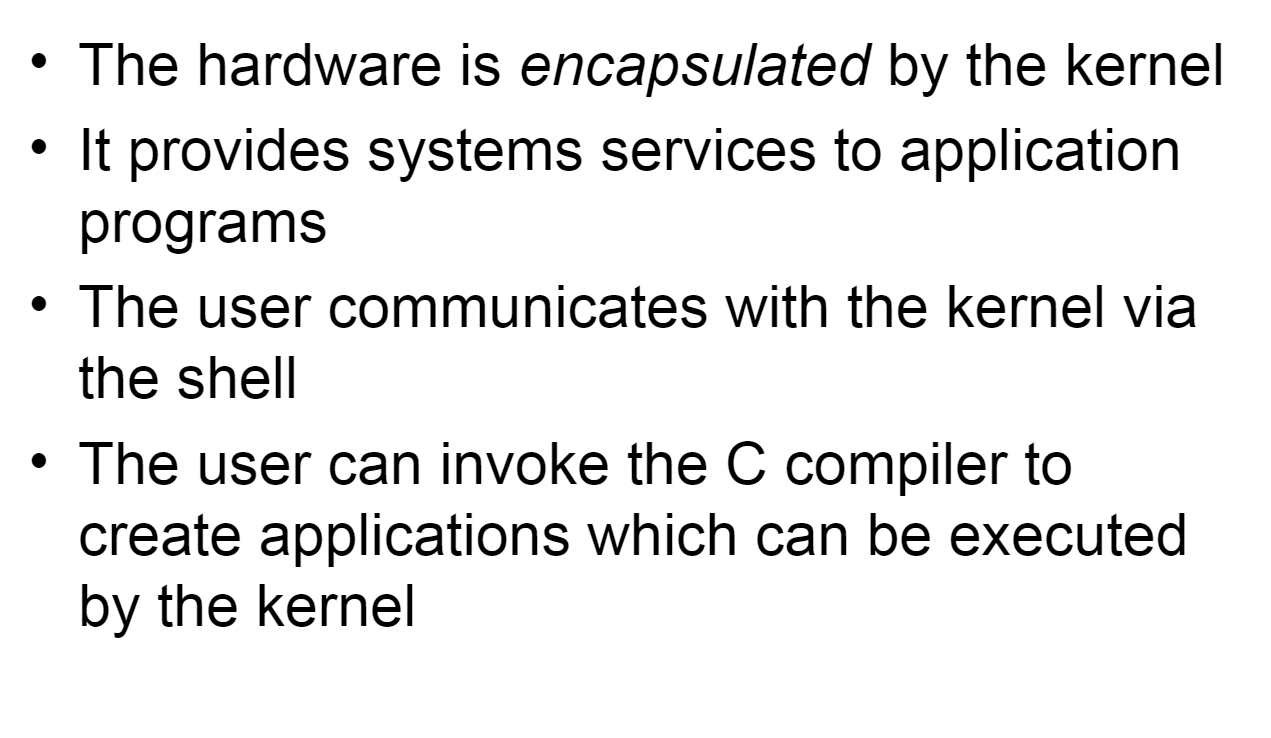 • The hardware is encapsulated by the kernel
• It provides systems services to application
programs
• The user communicates with the kernel via
the shell
• The user can invoke the C compiler to
create applications which can be executed
by the kernel